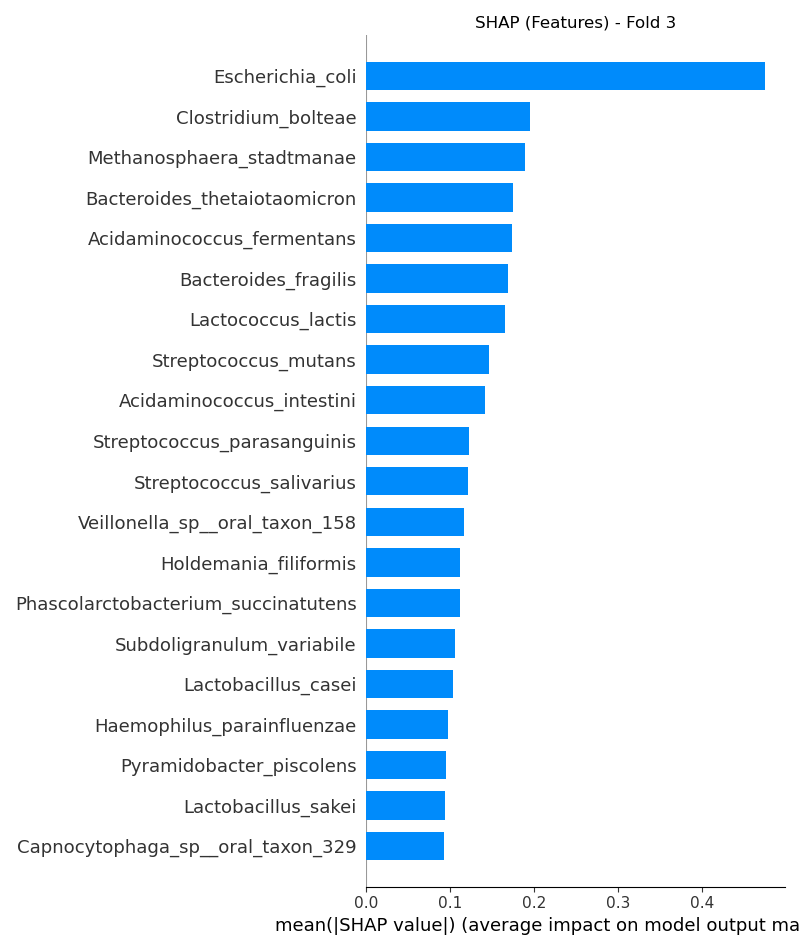 SHAP (Features) - Fold 3
Escherichia_coli
Clostridium_bolteae
Methanosphaera_stadtmanae
Bacteroides_thetaiotaomicron
Acidaminococcus_fermentans
Bacteroides_fragilis
Lactococcus_lactis
Streptococcus_mutans
Acidaminococcus_intestini
Streptococcus_parasanguinis
Streptococcus_salivarius
Veillonella_sp__oral_taxon_158
Holdemania_filiformis
Phascolarctobacterium_succinatutens
Subdoligranulum_variabile
Lactobacillus_casei
Haemophilus_parainfluenzae
Pyramidobacter_piscolens
Lactobacillus_sakei
Capnocytophaga_sp__oral_taxon_329
0.0 0.1 0.2 0.3 0.4
mean(|SHAP value|) (average impact on model output ma